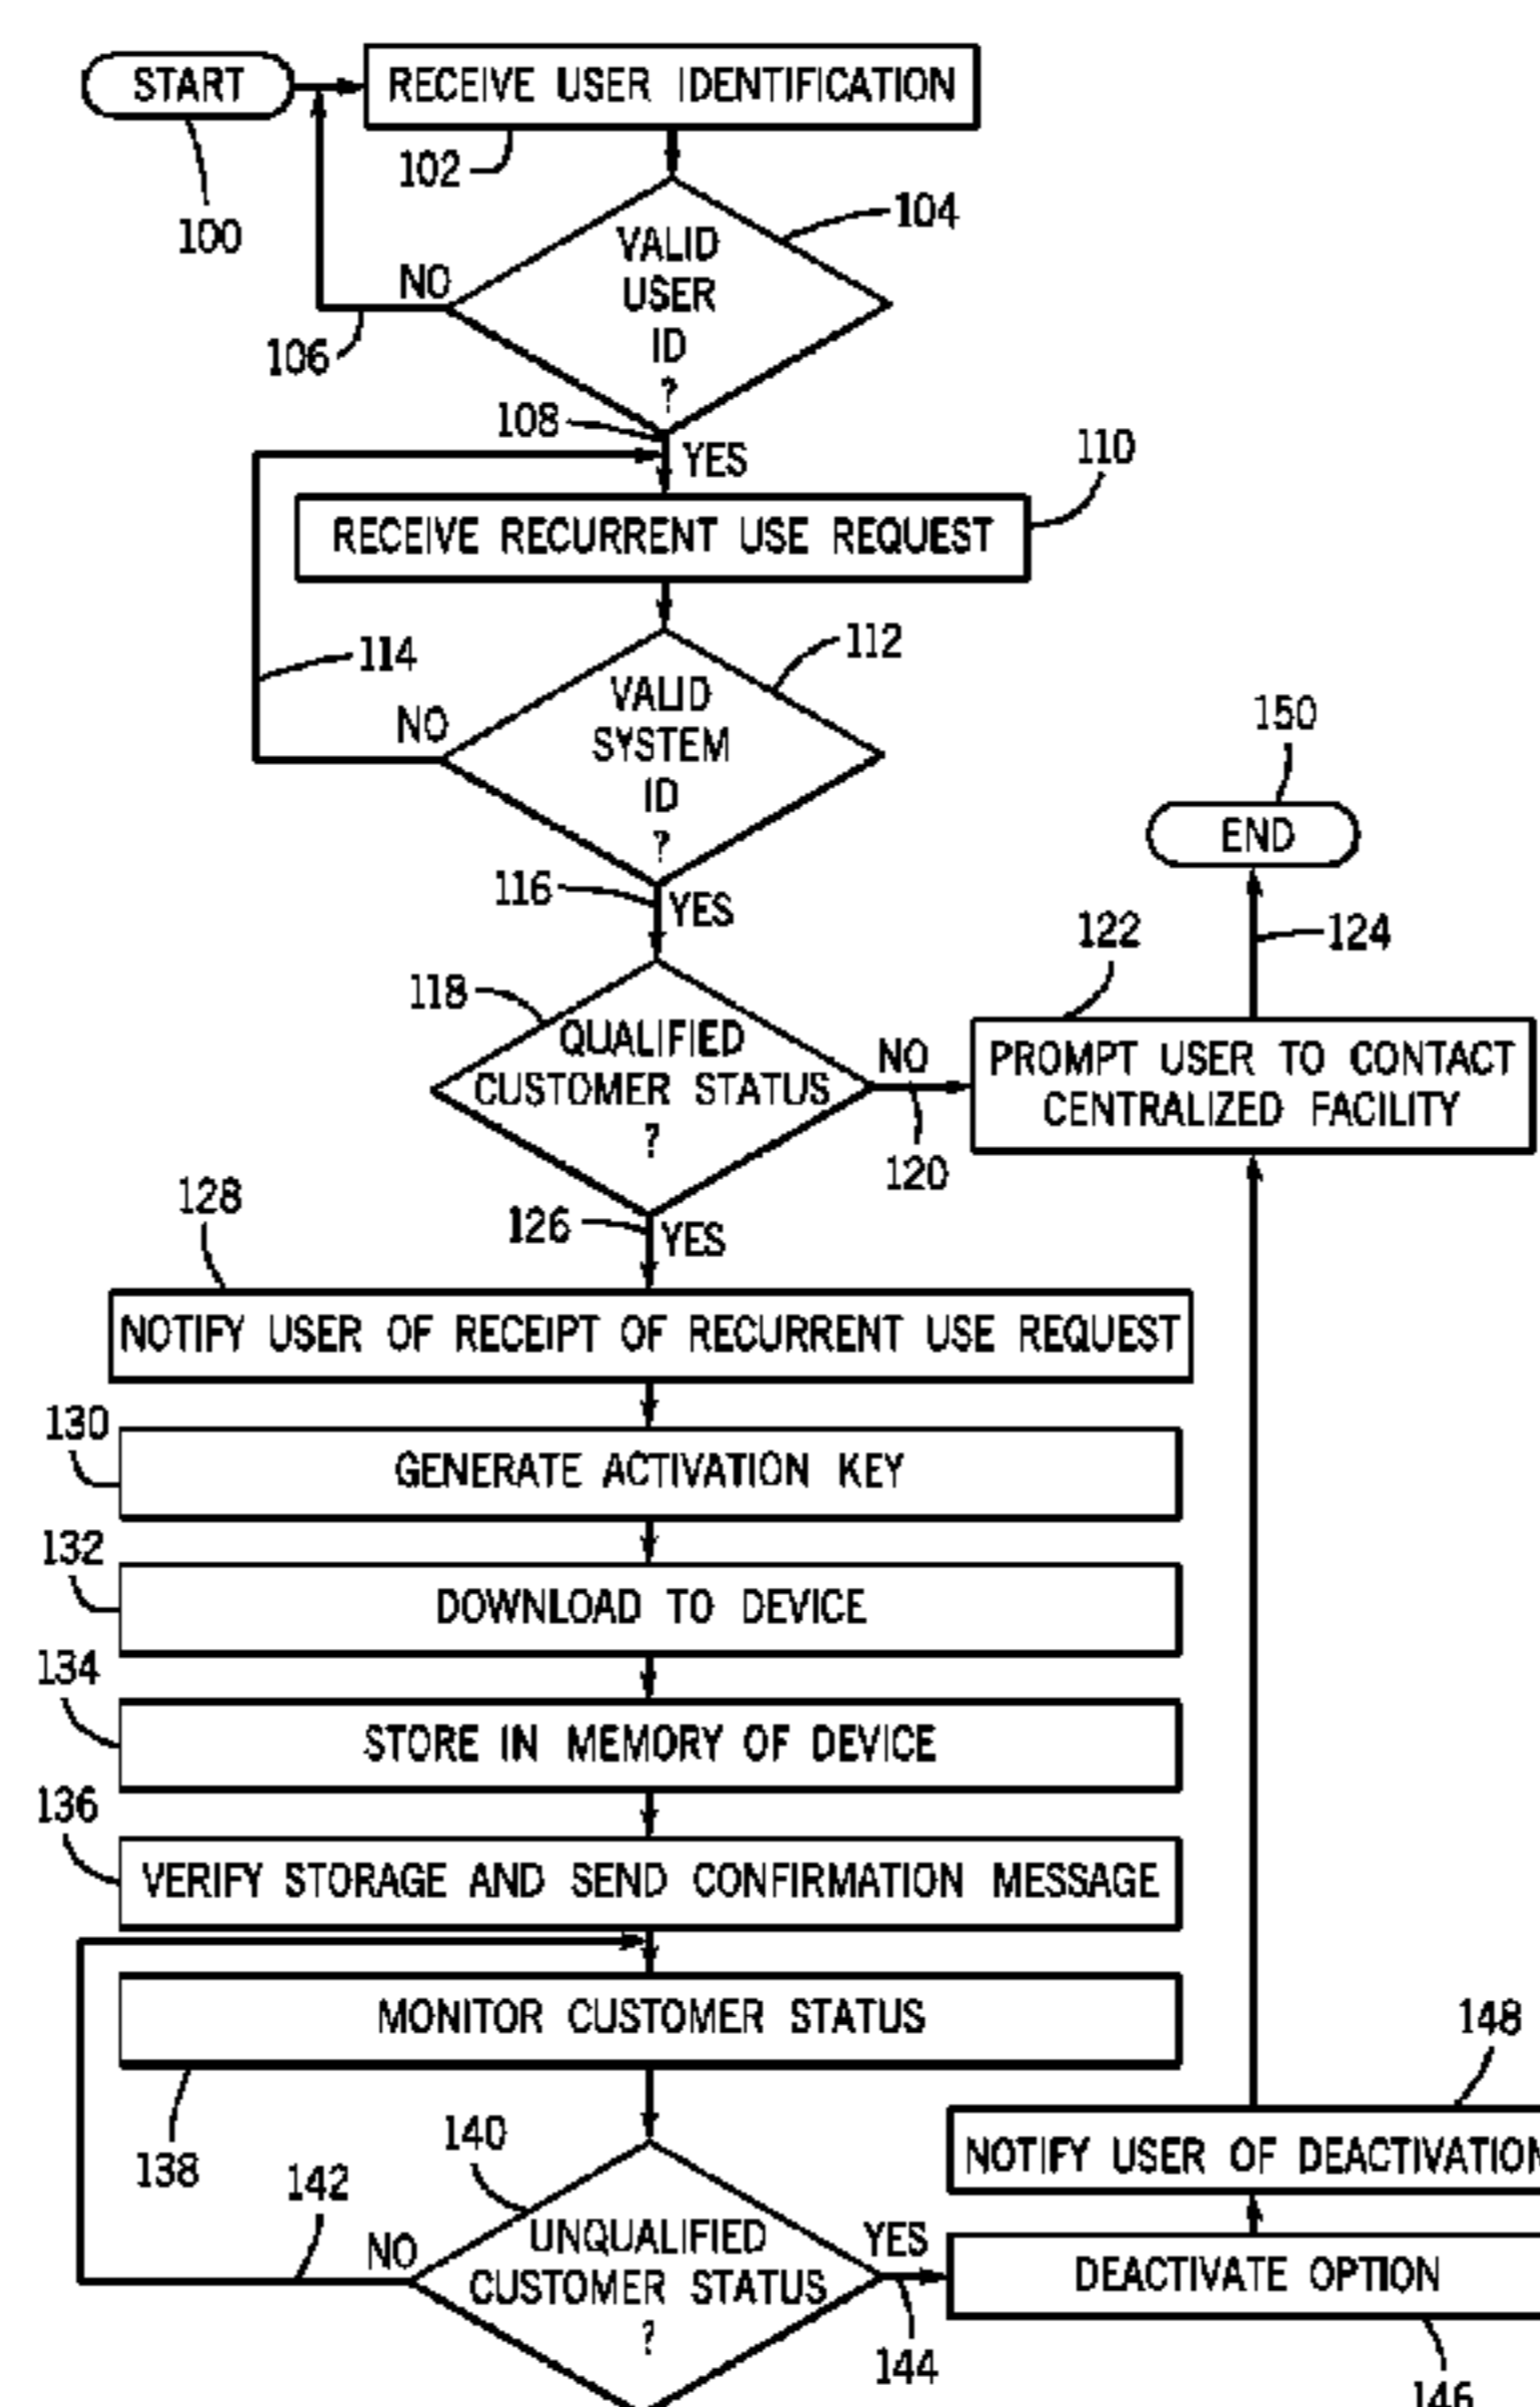 START
RECEIVE USER IDENTIFICATION
102
100
104
VALID
USER
ID
?
NO
106
108
YES
110
RECEIVE RECURRENT USE REQUEST
112
114
VALID
SYSTEM
ID
?
NO
150
END
116
YES
122
124
118
QUALIFIED
CUSTOMER STATUS
?
NO
120
PROMPT USER TO CONTACT
CENTRALIZED FACILITY
126
YES
128
NOTIFY USER OF RECEIPT OF RECURRENT USE REQUEST
130
GENERATE ACTIVATION KEY
132
DOWNLOAD TO DEVICE
134
STORE IN MEMORY OF DEVICE
136
VERIFY STORAGE AND SEND CONFIRMATION MESSAGE
MONITOR CUSTOMER STATUS
138
148
NOTIFY USER OF DEACTIVATION
140
142
NO
UNQUALIFIED
CUSTOMER STATUS
?
YES
144
DEACTIVATE OPTION
146